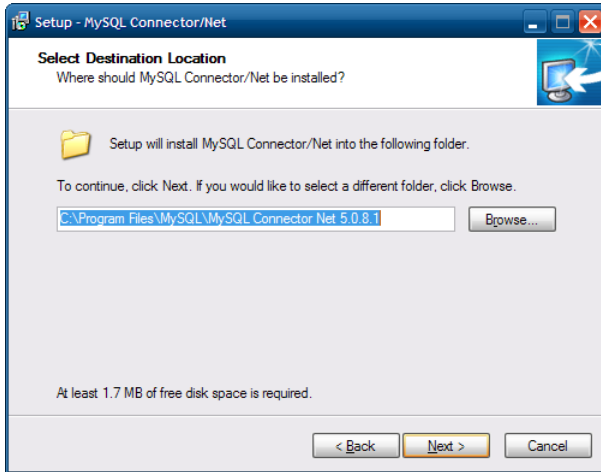 Setup - MySQL Connector/Net
Select Destination Location
Where should MySQL Connector/Net be installed?
Setup will install MySQL Connector/Net into the following folder.
To continue, click Next. If you would like to select a different folder, click Browse.
C:\Program Files\MySQL\MySQL Connector Net 5.0.8.1
Browse...
At least 1.7 MB of free disk space is required.
< Back
Next >
Cancel